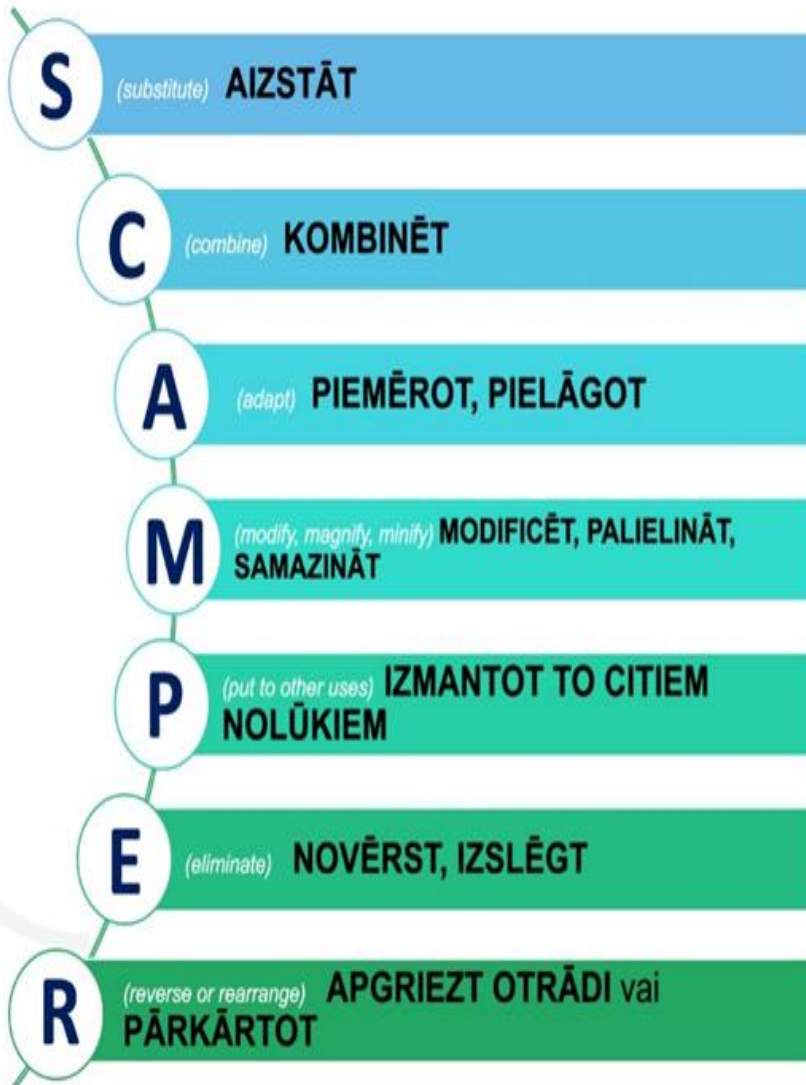 S (substitute) AIZSTĀT
C (combine) KOMBINĒT
A (adapt) PIEMĒROT, PIELĀGOT
M (modify, magnify, minify) MODIFICĒT, PALIELINĀT,
SAMAZINĀT
P (put to other uses) IZMANTOT TO CITIEM
NOLŪKIEM
E (eliminate) NOVĒRST, IZSLĒGT
R (reverse or rearrange) APGRIEZT OTRĀDI vai
PĀRKĀRTOT